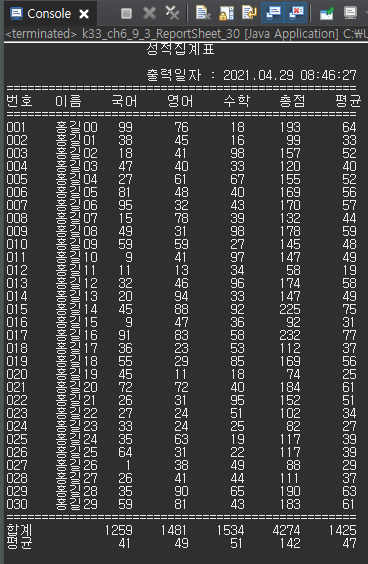 Console
<terminated> k33_ch6_9_3_ReportSheet_30 [Java Application] C:₩U
성적집계표
출력일자 : 2021.04.29 08:46:27
=================================================
번호 이름 국어 영어 수학 총점 평균
=================================================
001 홍길00 99 76 18 193 64
002 홍길01 38 45 16 99 33
003 홍길02 18 41 98 157 52
004 홍길03 47 40 33 120 40
005 홍길04 27 61 67 155 52
006 홍길05 81 48 40 169 56
007 홍길06 95 32 43 170 57
008 홍길07 15 78 39 132 44
009 홍길08 49 31 98 178 59
010 홍길09 59 59 27 145 48
011 홍길10 9 41 97 147 49
012 홍길11 11 13 34 58 19
013 홍길12 32 46 96 174 58
014 홍길13 20 94 33 147 49
015 홍길14 45 88 92 225 75
016 홍길15 9 47 36 92 31
017 홍길16 91 83 58 232 77
018 홍길17 36 23 53 112 37
019 홍길18 55 29 85 169 56
020 홍길19 45 11 18 74 25
021 홍길20 72 72 40 184 61
022 홍길21 26 31 95 152 51
023 홍길22 27 24 51 102 34
024 홍길23 33 24 25 82 27
025 홍길24 35 63 19 117 39
026 홍길25 64 31 22 117 39
027 홍길26 1 38 49 88 29
028 홍길27 26 41 44 111 37
029 홍길28 35 90 65 190 63
030 홍길29 59 81 43 183 61
=================================================
합계 1259 1481 1534 4274 1425
평균 41 49 51 142 47